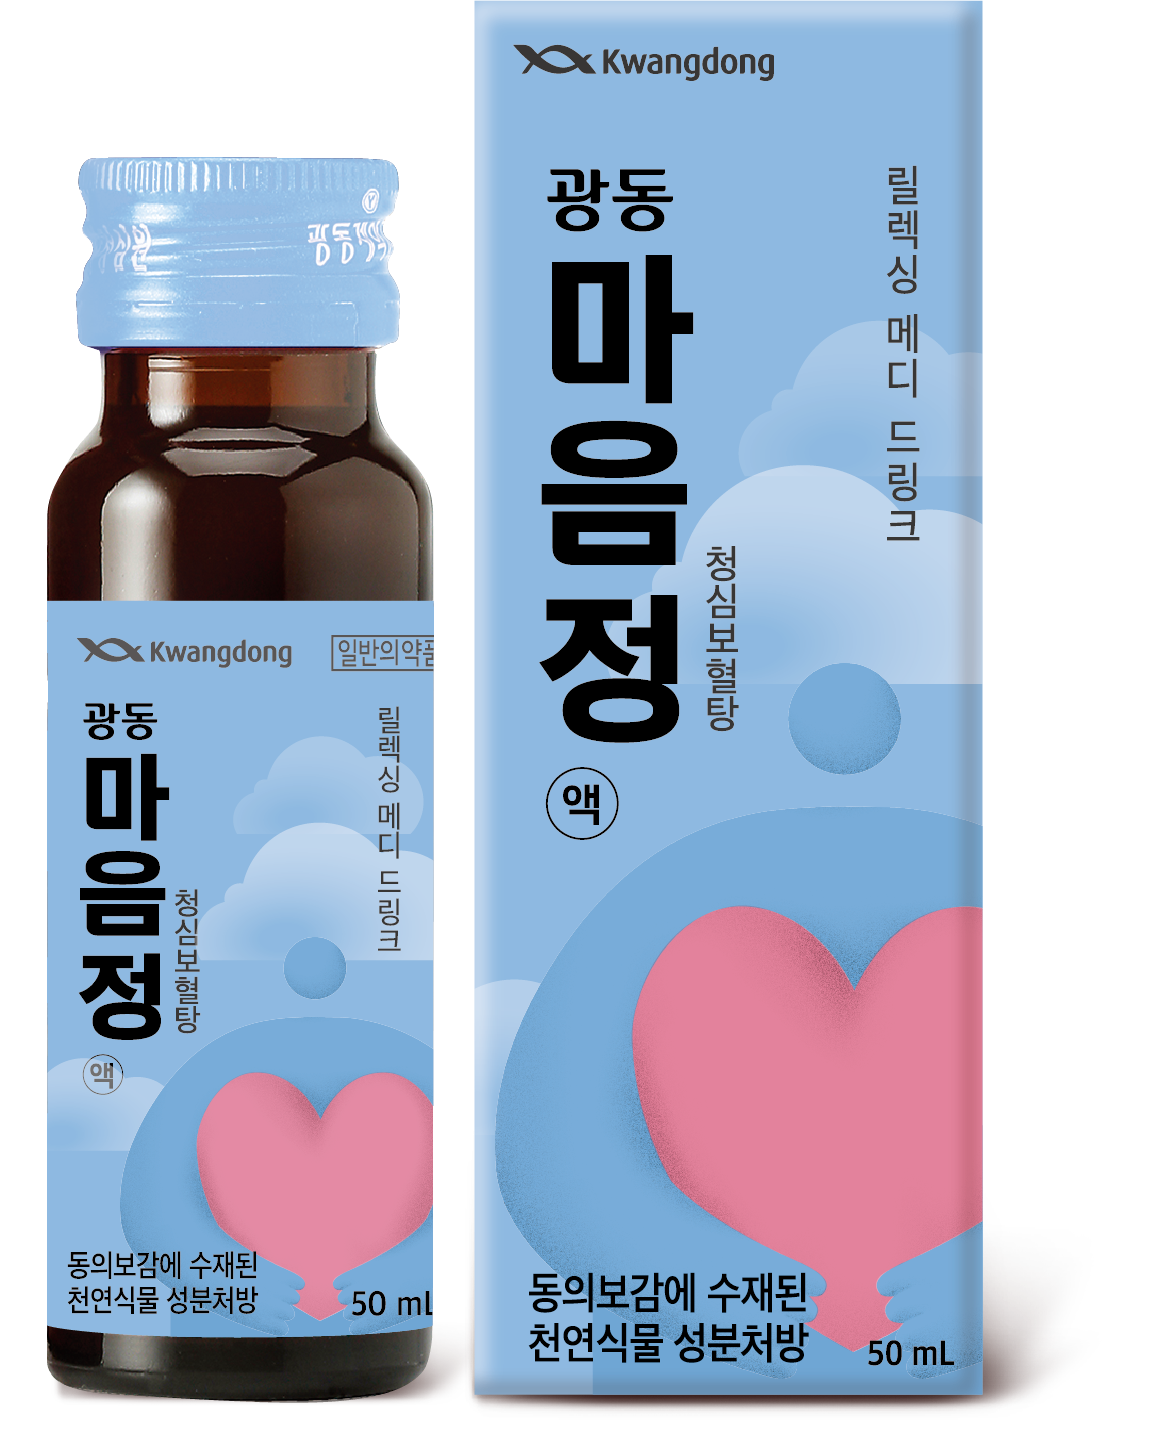 광동제약
Kwangdong
일반의약품
광동
마음정
청심보혈탕
릴렉싱 메디 드링크
액
동의보감에 수재된
천연식물 성분처방
50 mL
Kwangdong
광동
마음정
청심보혈탕
릴렉싱 메디 드링크
액
동의보감에 수재된
천연식물 성분처방
50 mL